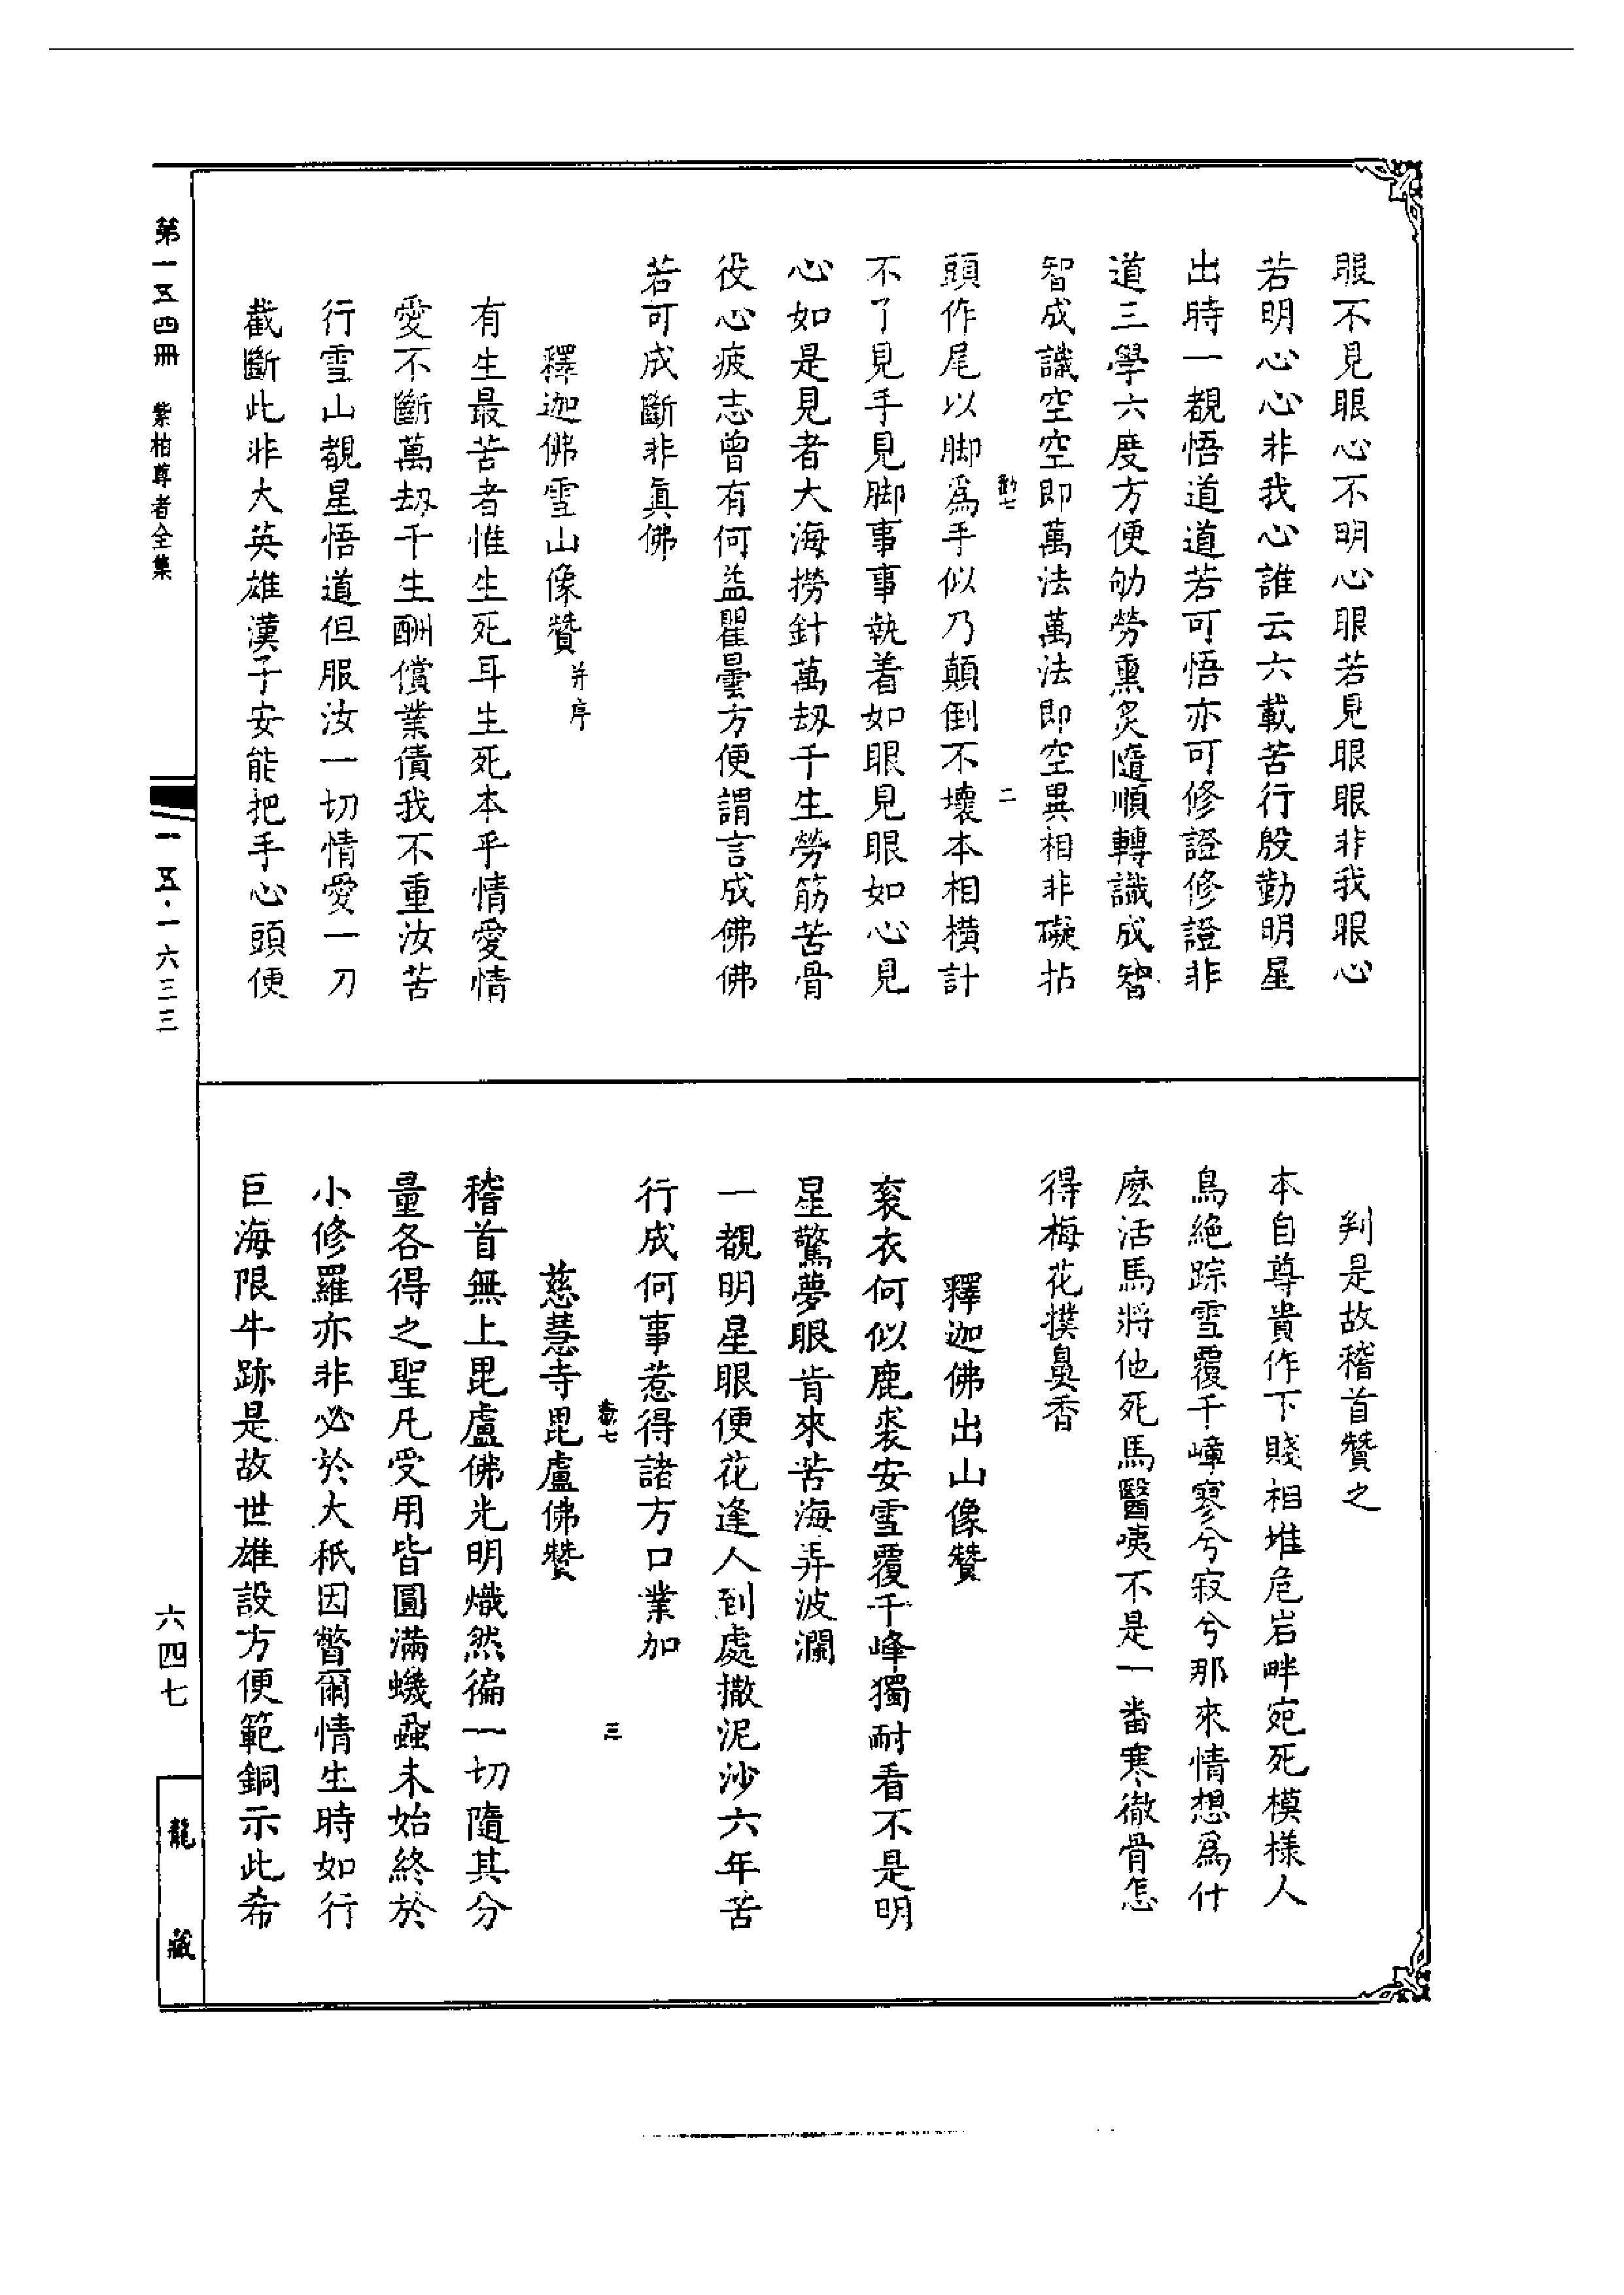 眼不見眼心不明心眼若見眼眼非我眼心
若明心心非我心誰云六載苦行殷勤明星
出時一覩悟道道若可悟亦可修證修證非
道三學六度方便劬勞熏炙隨順轉識成智
智成識空空即萬法萬法即空異相非礙拈
二
頭作尾以脚爲手似乃顛倒不壞本相橫計
不了見手見脚事事執着如眼見眼如心見
心如是見者大海撈針萬刼千生勞筋苦骨
役心疲志曾有何益瞿曇方便謂言成佛佛
若可成斷非眞佛
釋迦佛雪山像贊并序
有生最苦者惟生死耳生死本乎情愛情
愛不斷萬刼千生酬償業債我不重汝苦
行雪山覩星悟道但服汝一切情愛一刀
截斷此非大英雄漢子安能把手心頭便
判是故稽首贊之
本自尊貴作下賤相堆危岩畔宛死模樣人
鳥絶踪雪覆千嶂寥兮寂兮那來情想爲什
麽活馬將他死馬醫咦不是一番寒徹骨怎
得梅花撲鼻香
釋迦佛出山像贊
衮衣何似鹿裘安雪覆千峰獨耐看不是明
星驚夢眼肯來苦海弄波瀾
一覩明星眼便花逢人到處撒泥沙六年苦
行成何事惹得諸方口業加
三
慈慧寺毘盧佛贊
稽首無上毘盧佛光明熾然徧一切隨其分
量各得之聖凡受用皆圓滿蟣蝨未始終於
小修羅亦非必於大秖因瞥爾情生時如行
巨海限牛跡是故世雄設方便範銅示此希
第一五四冊　紫柏尊者全集
一五·一六三三
六四七
龍藏